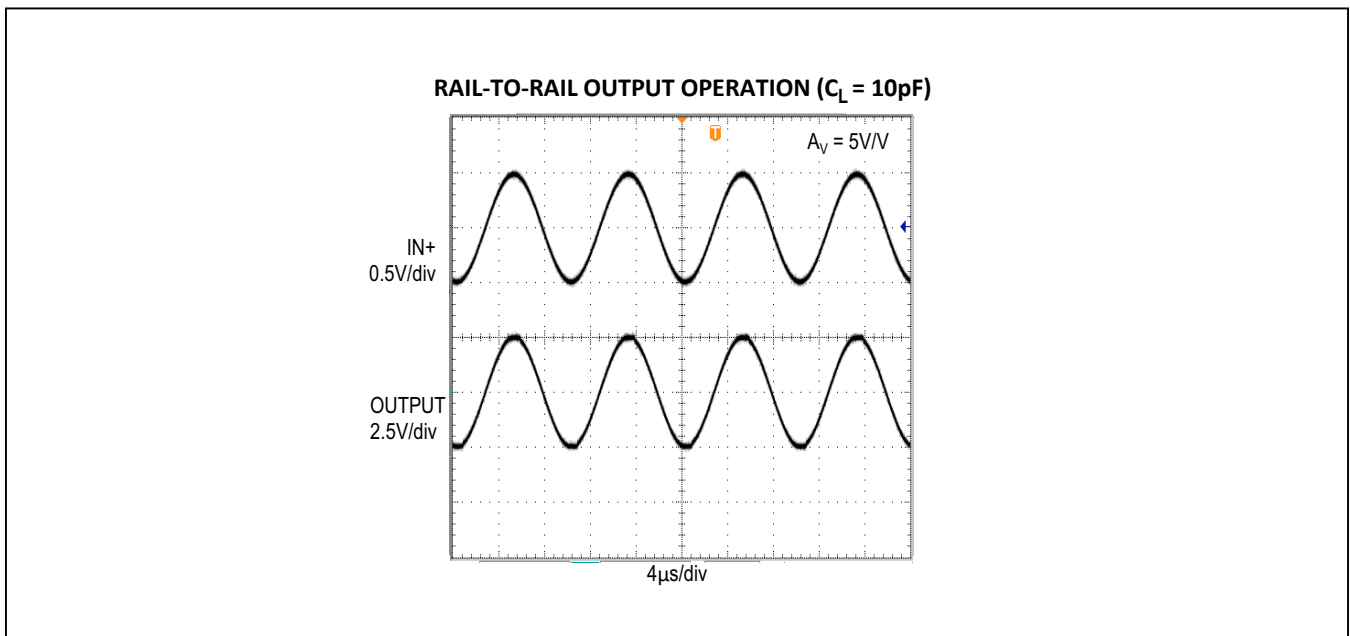 RAIL-TO-RAIL OUTPUT OPERATION (CL = 10pF)
T
AV = 5V/V
IN+
0.5V/div
OUTPUT
2.5V/div
4µs/div